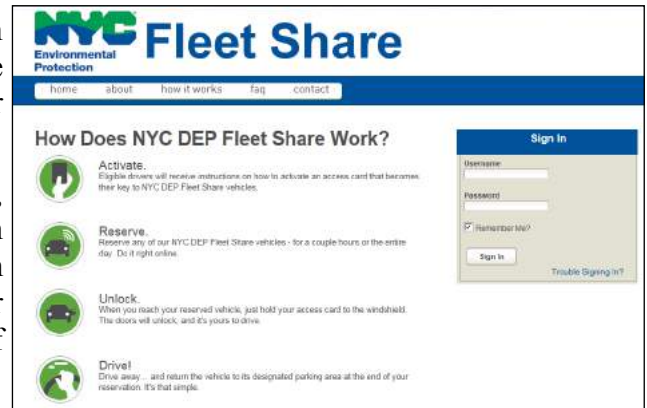 NYC
Environmental
Protection
Fleet Share
home about how it works faq contact
How Does NYC DEP Fleet Share Work?
Activate.
Eligible drivers will receive instructions on how to activate an access card that becomes
their key to NYC DEP Fleet Share vehicles.
Reserve.
Reserve any of our NYC DEP Fleet Share vehicles - for a couple hours or the entire
day. Do it right online.
Unlock.
When you reach your reserved vehicle, just hold your access card to the windshield.
The doors will unlock, and it's yours to drive.
Drive!
Drive away... and return the vehicle to its designated parking area at the end of your
reservation. It's that simple.
Sign In
Username
Password
Remember Me?
Sign In
Trouble Signing In?